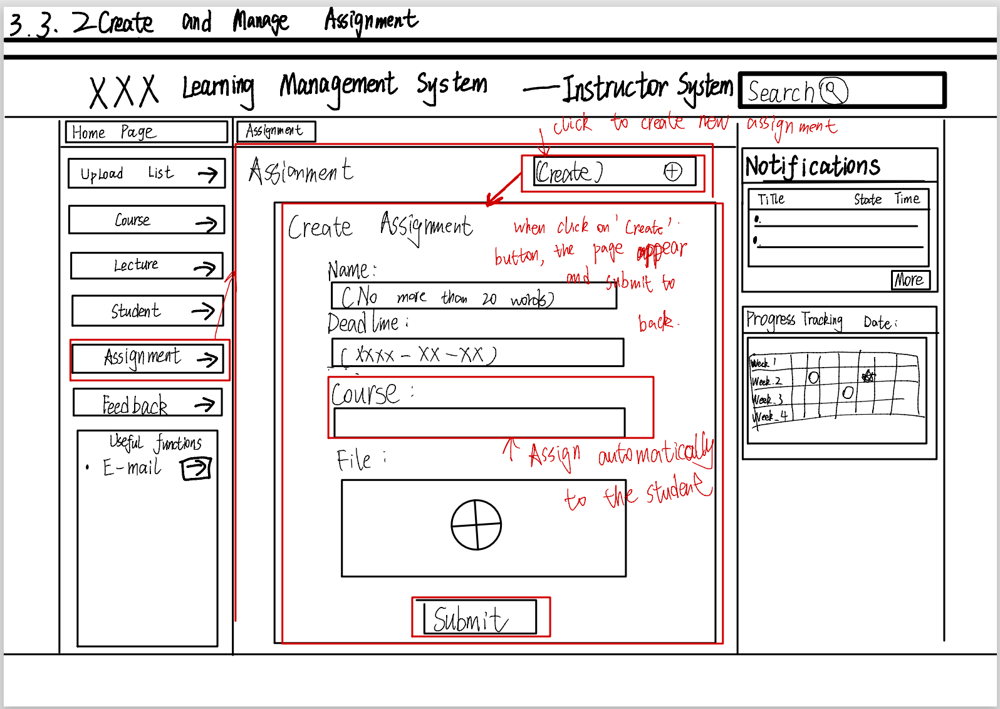 3.3.2 Create and Manage Assignment
XXX Learning Management System — Instructor System
Search
click to create new assignment
Home Page
Assignment
Upload List →
Course →
Lecture →
Student →
Assignment →
Feedback →
Useful functions
• E-mail →
Assignment
(Create)
Create Assignment
when click on 'Create'
button, the page appear
and submit to
back.
Name:
(No more than 20 words)
Deadline:
(XXXX-XX-XX)
Course:
↑ Assign automatically
to the student
File:
Submit
Notifications
Title State Time
More
Progress Tracking Date:
Week 1
Week 2
Week 3
Week 4